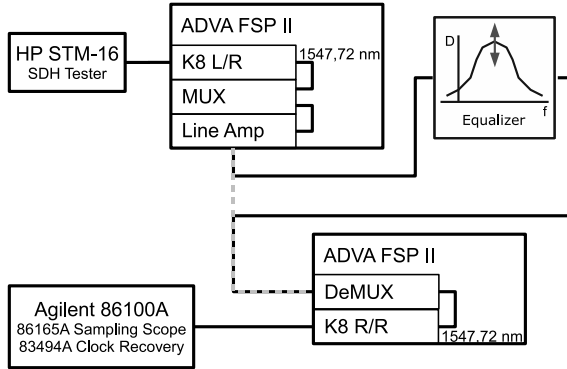 ADVA FSP II
HP STM-16
SDH Tester
K8 L/R
1547,72 nm
MUX
Line Amp
D
f
Equalizer
ADVA FSP II
DeMUX
K8 R/R
1547,72 nm
Agilent 86100A
86165A Sampling Scope
83494A Clock Recovery